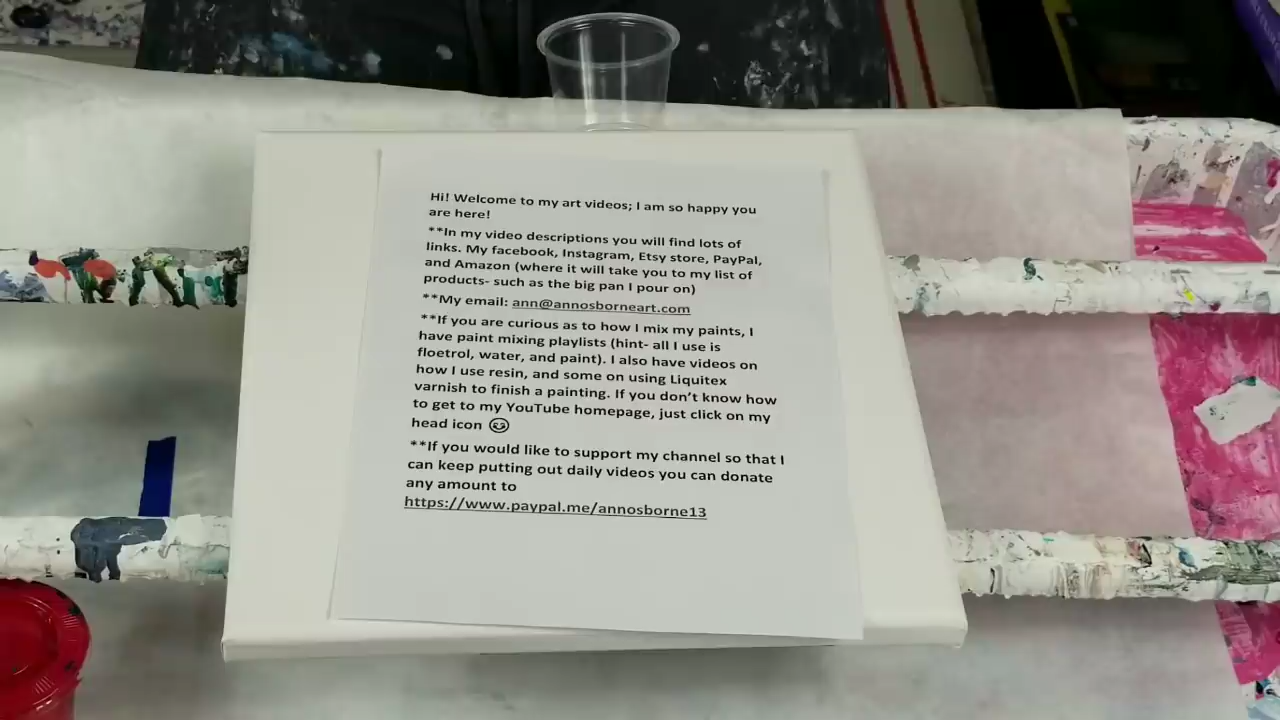 Hi! Welcome to my art videos; I am so happy you
are here!
**In my video descriptions you will find lots of
links. My facebook, Instagram, Etsy store, PayPal,
and Amazon (where it will take you to my list of
products- such as the big pan I pour on)
**My email: ann@annosborneart.com
**If you are curious as to how I mix my paints, I
have paint mixing playlists (hint- all I use is
floetrol, water, and paint). I also have videos on
how I use resin, and some on using Liquitex
varnish to finish a painting. If you don’t know how
to get to my YouTube homepage, just click on my
head icon ☺
**If you would like to support my channel so that I
can keep putting out daily videos you can donate
any amount to
https://www.paypal.me/annosborne13